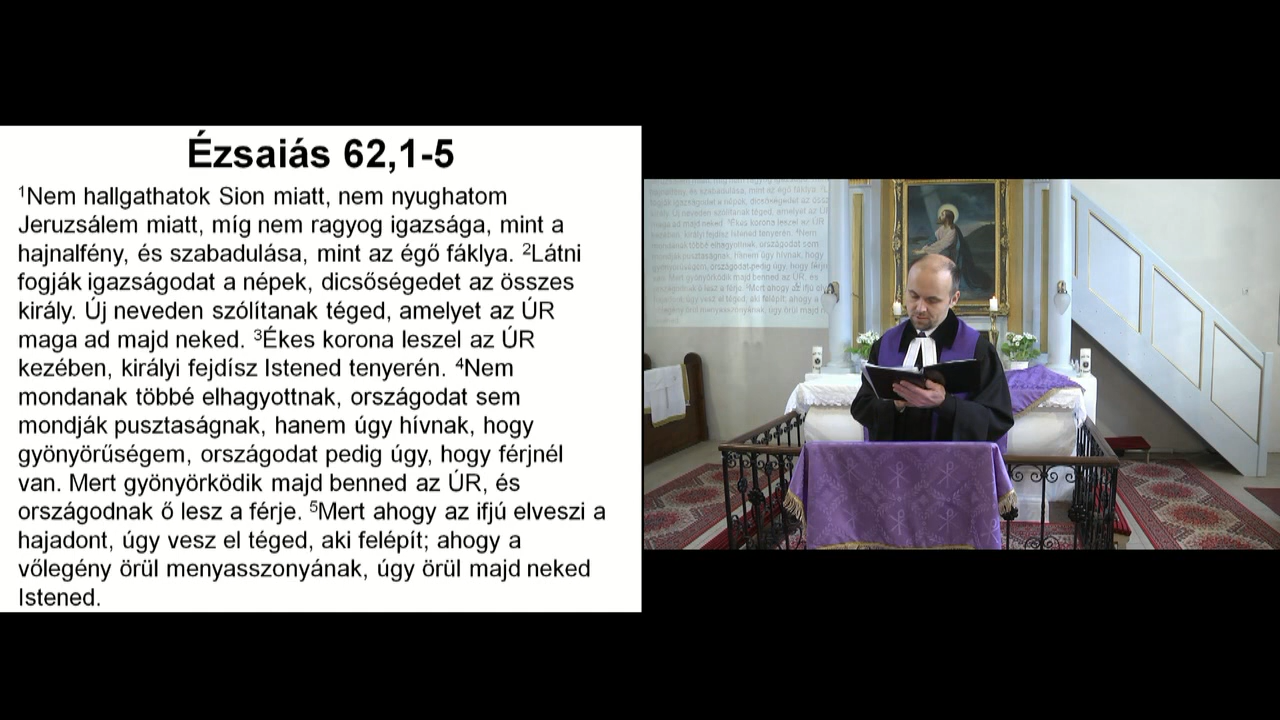 Ézsaiás 62,1-5
¹Nem hallgathatok Sion miatt, nem nyughatom
Jeruzsálem miatt, míg nem ragyog igazsága, mint a
hajnalfény, és szabadulása, mint az égő fáklya. ²Látni
fogják igazságodat a népek, dicsőségedet az összes
király. Új neveden szólítanak téged, amelyet az ÚR
maga ad majd neked. ³Ékes korona leszel az ÚR
kezében, királyi fejdísz Istened tenyerén. ⁴Nem
mondanak többé elhagyottnak, országodat sem
mondják pusztaságnak, hanem úgy hívnak, hogy
gyönyörűségem, országodat pedig úgy, hogy férjnél
van. Mert gyönyörködik majd benned az ÚR, és
országodnak ő lesz a férje. ⁵Mert ahogy az ifjú elveszi a
hajadont, úgy vesz el téged, aki felépít; ahogy a
vőlegény örül menyasszonyának, úgy örül majd neked
Istened.